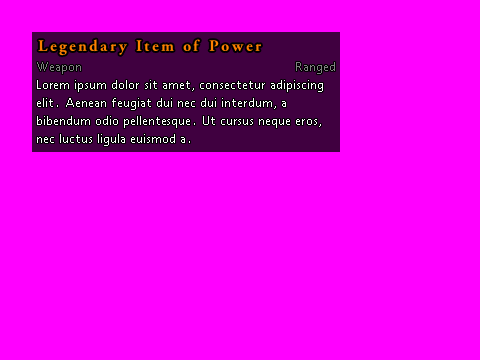 Legendary Item of Power
Weapon Ranged
Lorem ipsum dolor sit amet, consectetur adipiscing
elit. Aenean feugiat dui nec dui interdum, a
bibendum odio pellentesque. Ut cursus neque eros,
nec luctus ligula euismod a.